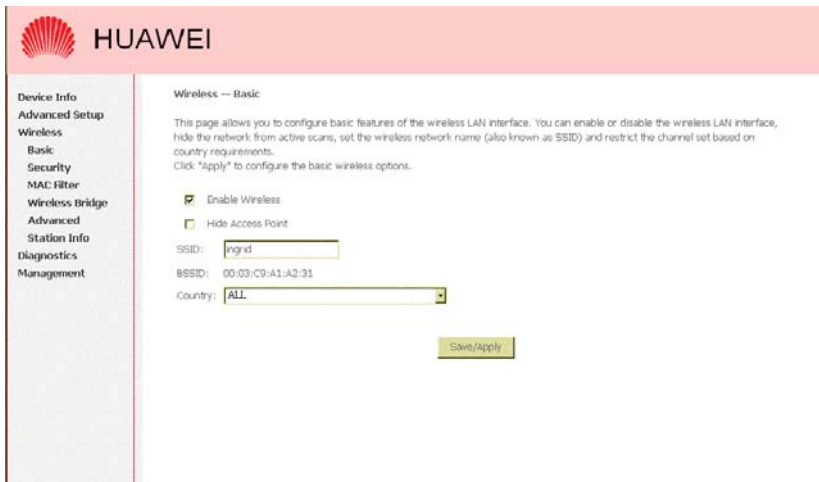 HUAWEI
Device Info
Advanced Setup
Wireless
Basic
Security
MAC Filter
Wireless Bridge
Advanced
Station Info
Diagnostics
Management
Wireless -- Basic
This page allows you to configure basic features of the wireless LAN interface. You can enable or disable the wireless LAN interface,
hide the network from active scans, set the wireless network name (also known as SSID) and restrict the channel set based on
country requirements.
Click "Apply" to configure the basic wireless options.
Enable Wireless
Hide Access Point
SSID: ingrid
BSSID: 00:03:C9:A1:A2:31
Country: ALL
Save/Apply